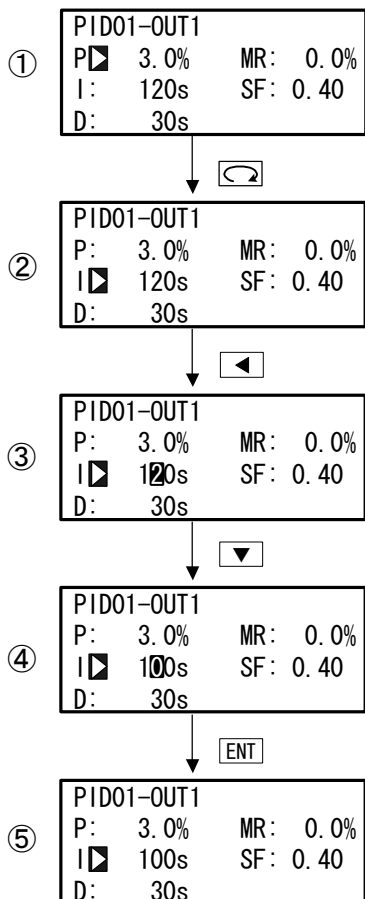 PID01-OUT1
① P▶ 3.0% MR: 0.0%
I: 120s SF: 0.40
D: 30s
PID01-OUT1
② P: 3.0% MR: 0.0%
I▶ 120s SF: 0.40
D: 30s
◀
PID01-OUT1
③ P: 3.0% MR: 0.0%
I▶ 120s SF: 0.40
D: 30s
▼
PID01-OUT1
④ P: 3.0% MR: 0.0%
I▶ 100s SF: 0.40
D: 30s
ENT
PID01-OUT1
⑤ P: 3.0% MR: 0.0%
I▶ 100s SF: 0.40
D: 30s